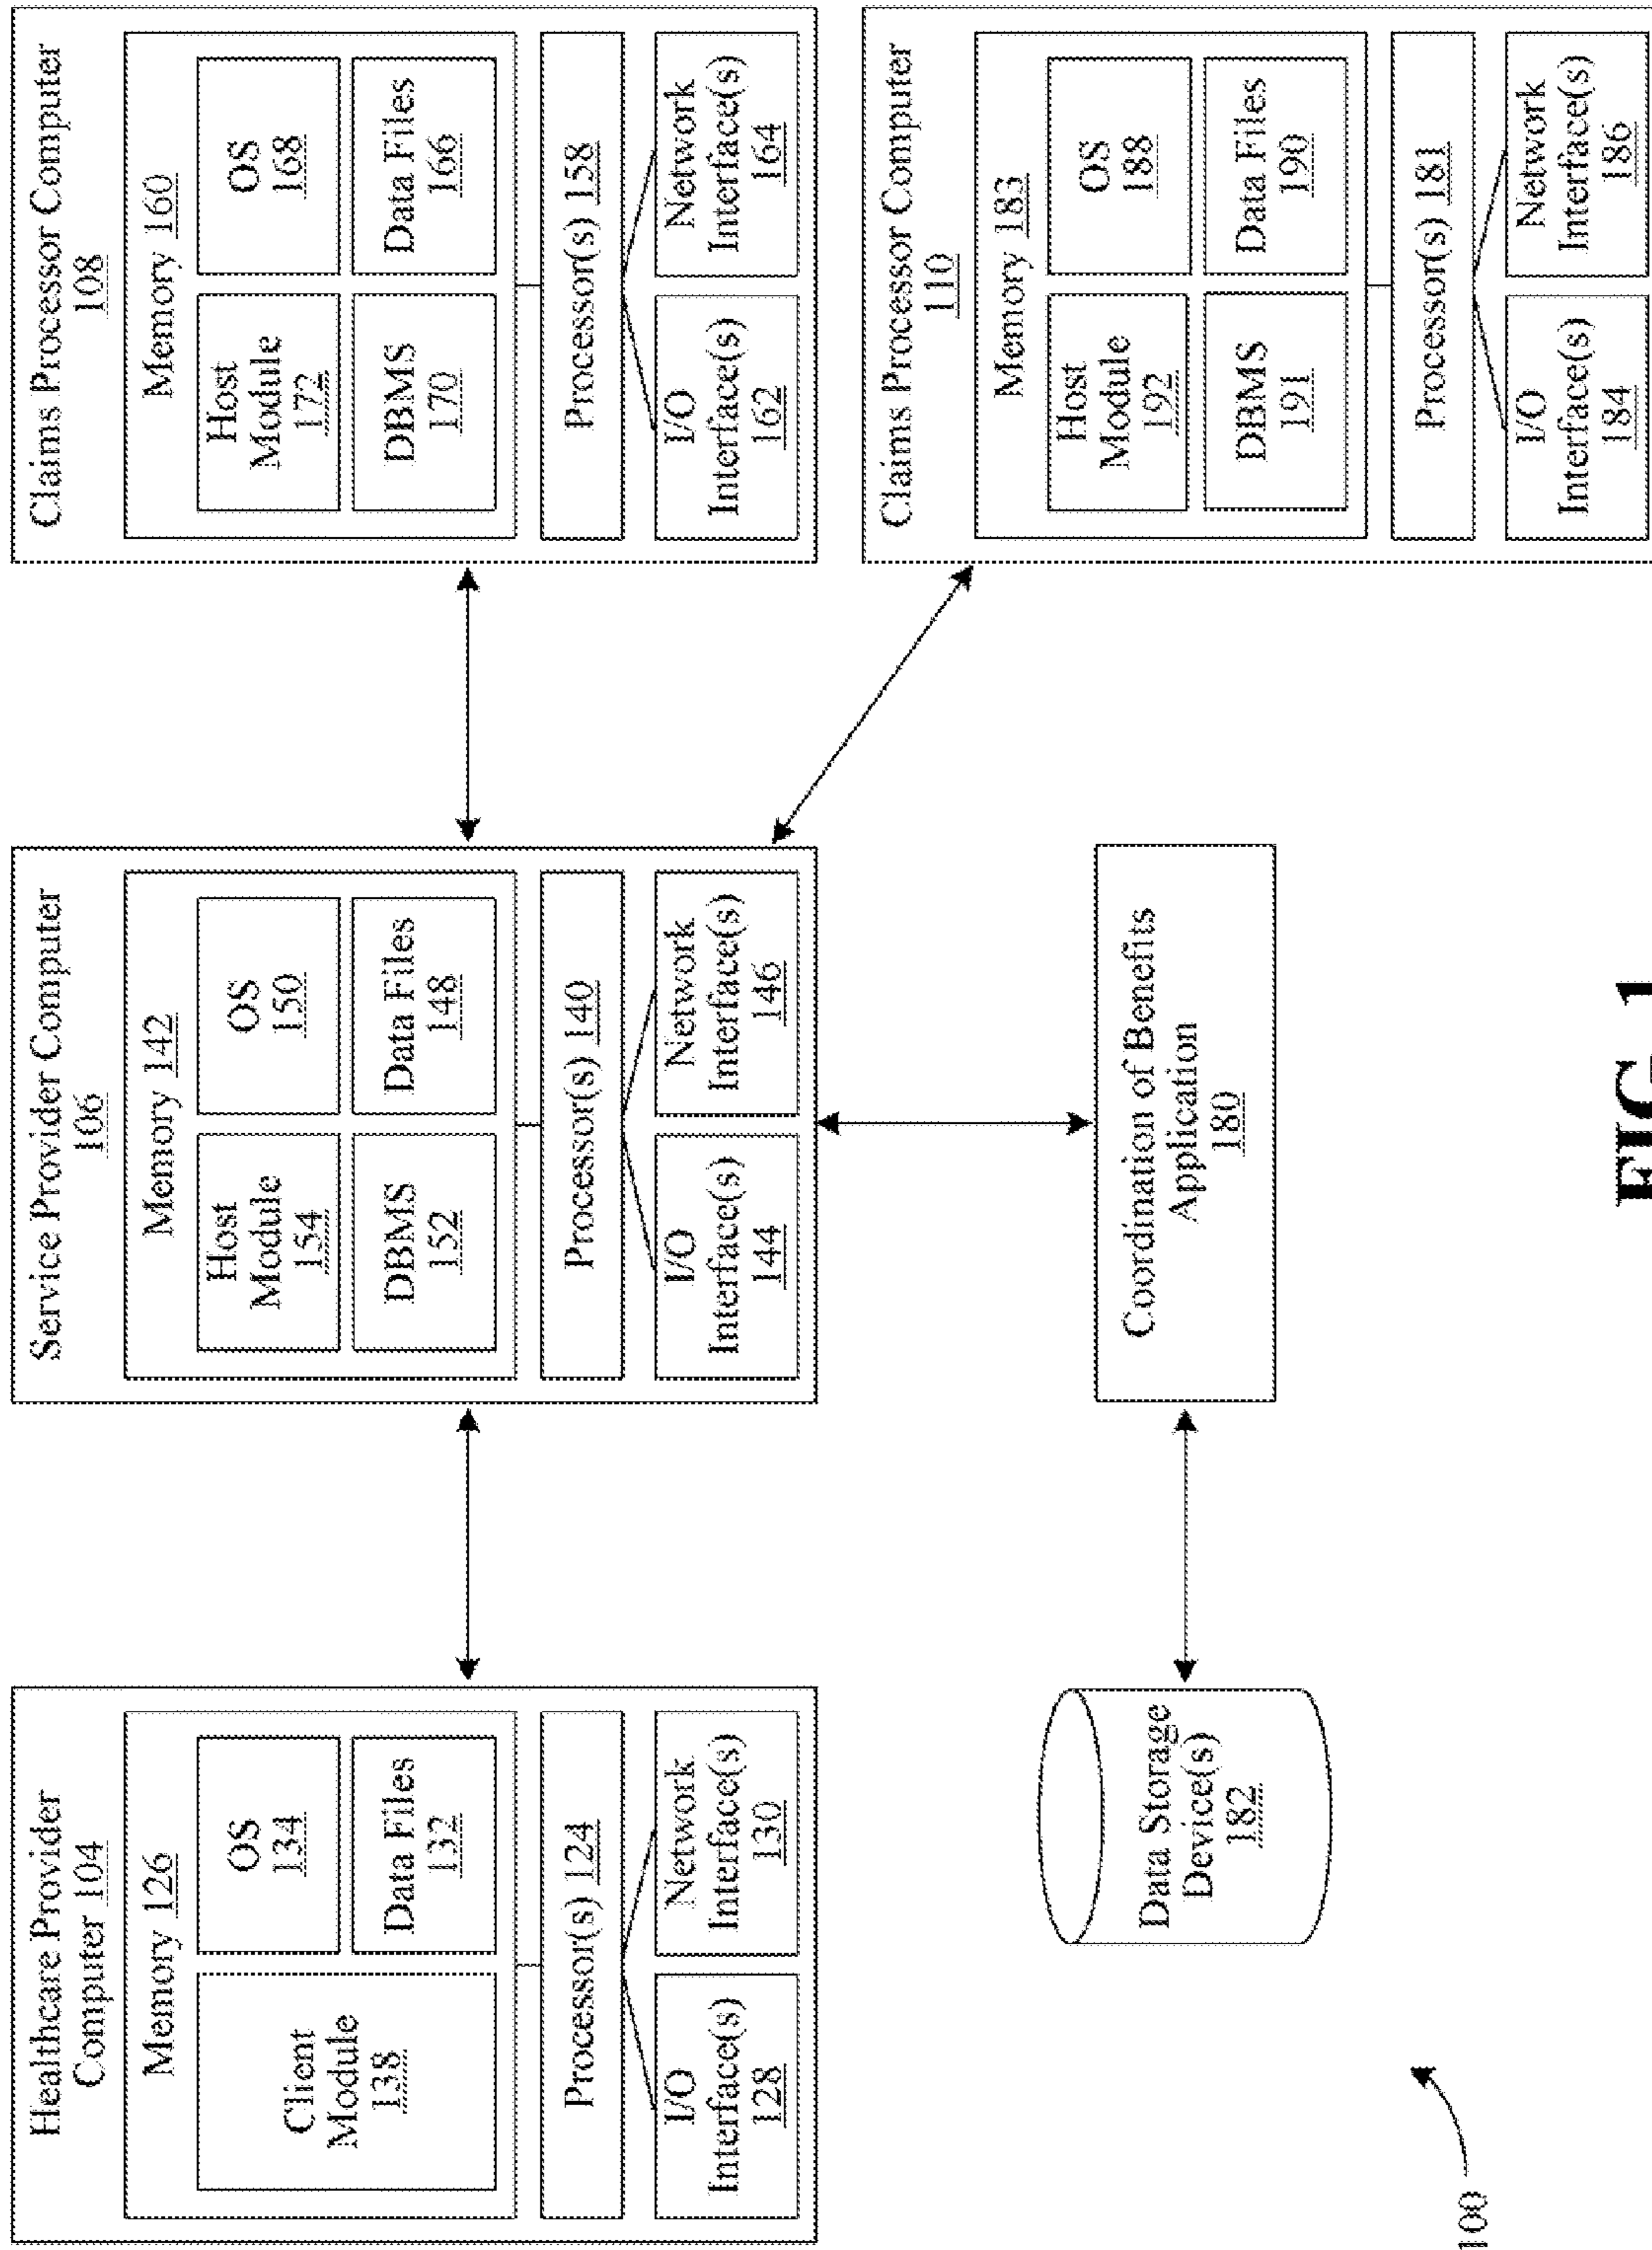 Healthcare Provider
Computer 104
Memory 126
Client
Module
138
OS
134
Data Files
132
Processor(s) 124
I/O
Interface(s)
128
Network
Interface(s)
130
Service Provider Computer
106
Memory 142
Host
Module
154
OS
150
DBMS
152
Data Files
148
Processor(s) 140
I/O
Interface(s)
144
Network
Interface(s)
146
Claims Processor Computer
108
Memory 160
Host
Module
172
OS
168
DBMS
170
Data Files
166
Processor(s) 158
I/O
Interface(s)
162
Network
Interface(s)
164
Claims Processor Computer
110
Memory 183
Host
Module
192
OS
188
DBMS
191
Data Files
190
Processor(s) 181
I/O
Interface(s)
184
Network
Interface(s)
186
Data Storage
Device(s)
182
Coordination of Benefits
Application
180
100
FIG. 1